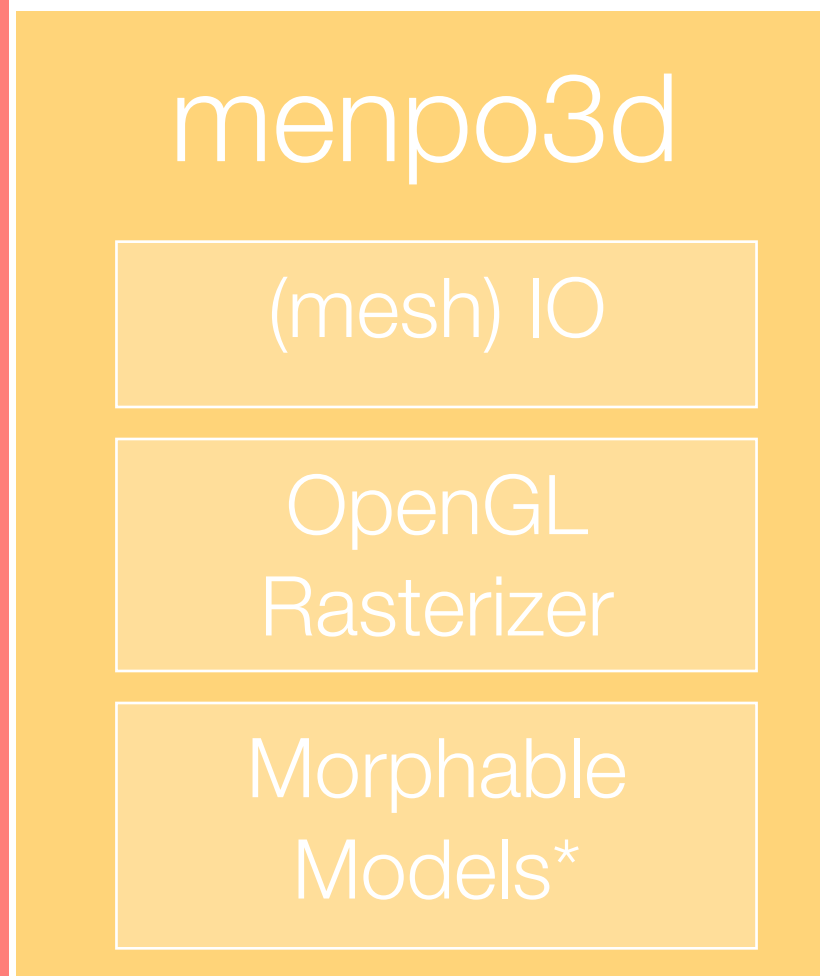 menpo3d
(mesh) IO
OpenGL
Rasterizer
Morphable
Models*